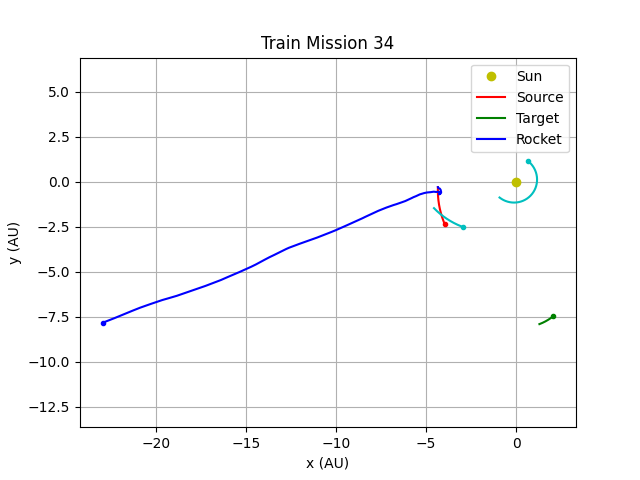 Train Mission 34
Sun
Source
Target
Rocket
5.0
2.5
0.0
−2.5
−5.0
−7.5
−10.0
−12.5
y (AU)
−20
−15
−10
−5
0
x (AU)